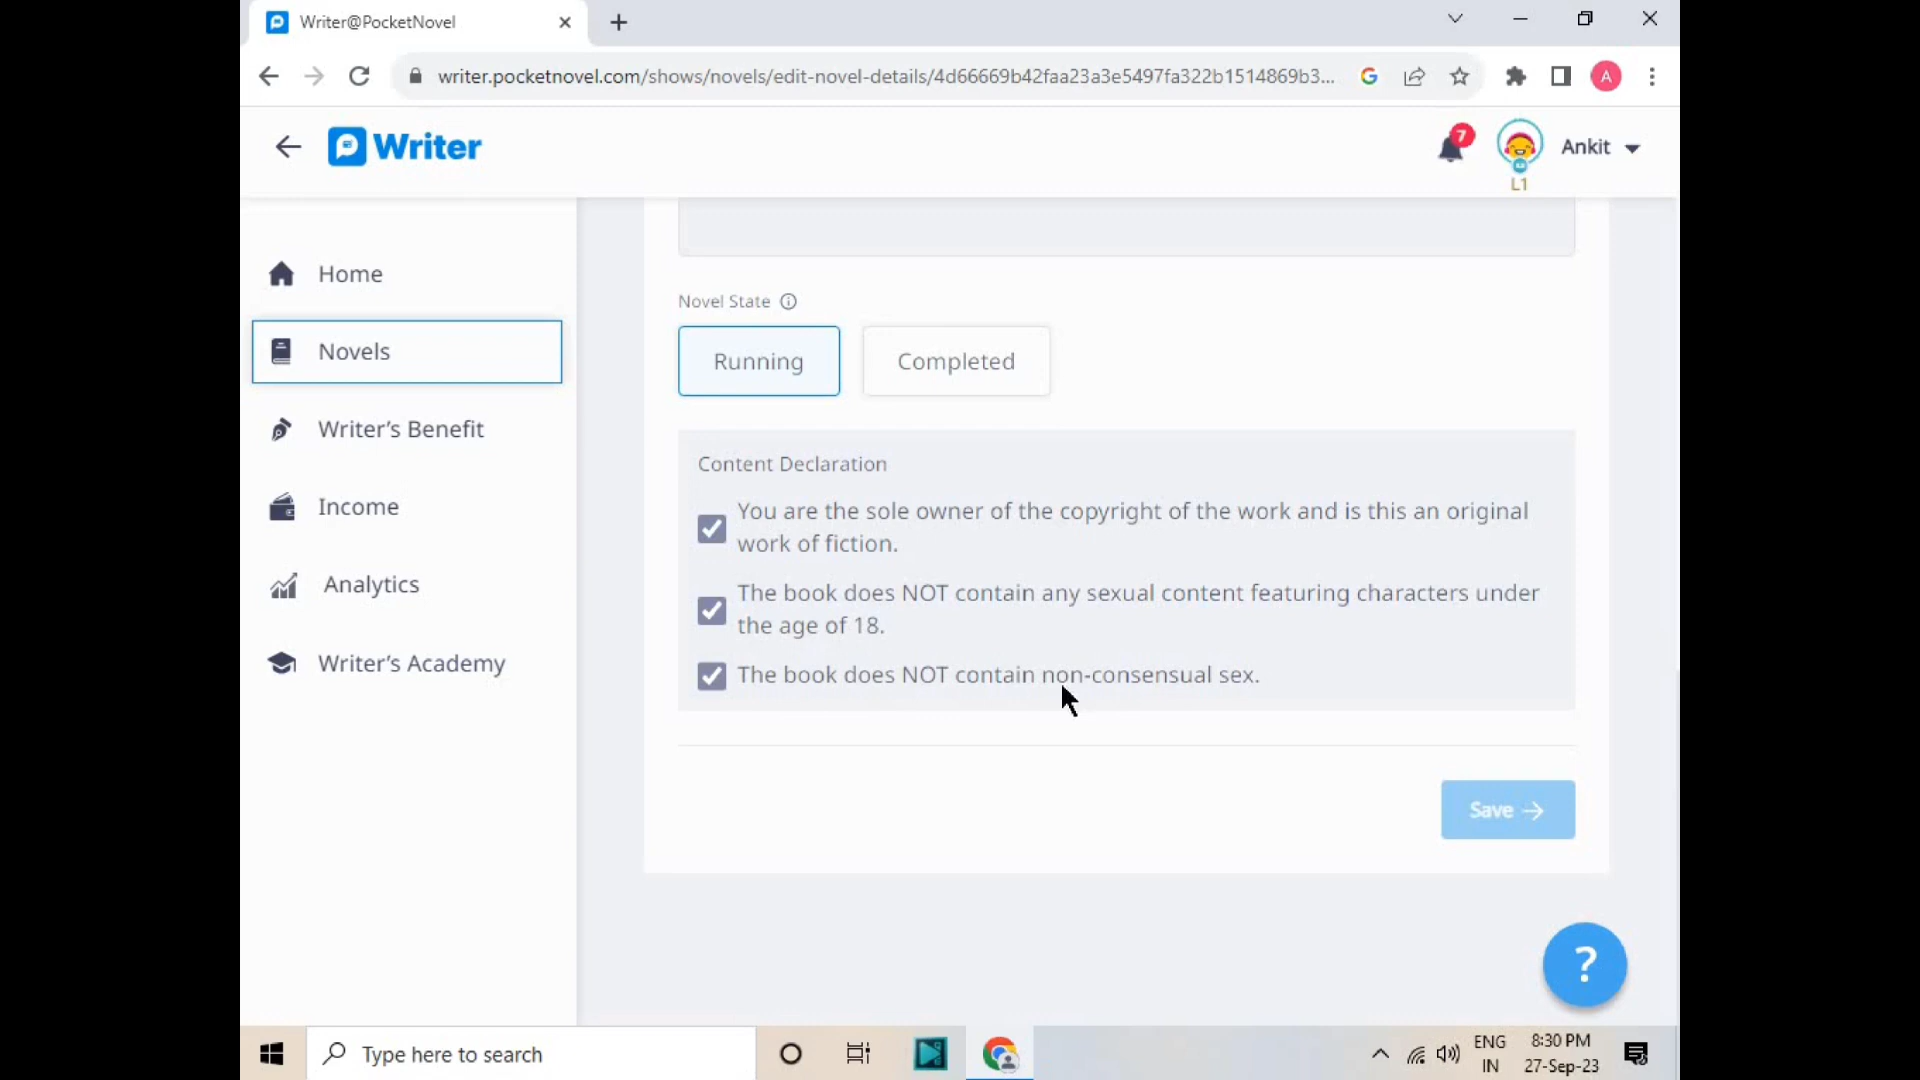 Writer@PocketNovel
writer.pocketnovel.com/shows/novels/edit-novel-details/4d66669b42faa23a3e5497fa322b1514869b3...
A
Writer
7
Ankit
L1
Home
Novels
Writer's Benefit
Income
Analytics
Writer's Academy
Novel State
Running
Completed
Content Declaration
You are the sole owner of the copyright of the work and is this an original
work of fiction.
The book does NOT contain any sexual content featuring characters under
the age of 18.
The book does NOT contain non-consensual sex.
Save →
?
Type here to search
ENG
IN
8:30 PM
27-Sep-23